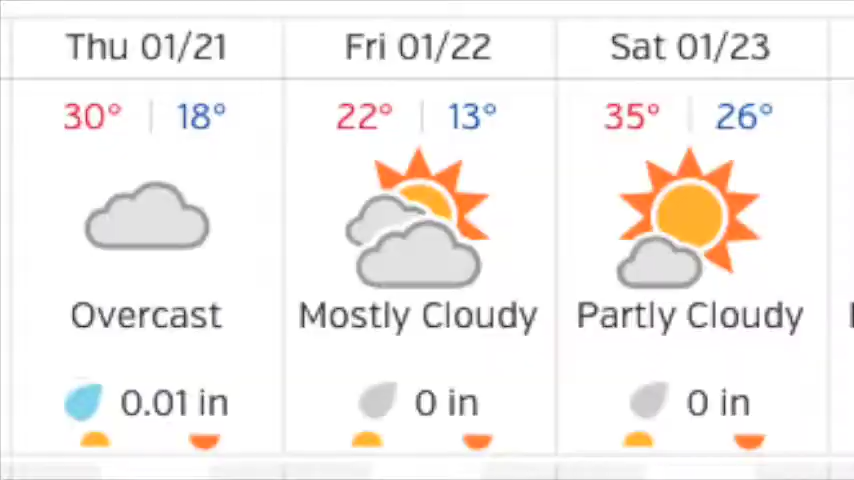 Thu 01/21 Fri 01/22 Sat 01/23
30° | 18° 22° | 13° 35° | 26°
Overcast Mostly Cloudy Partly Cloudy
0.01 in 0 in 0 in